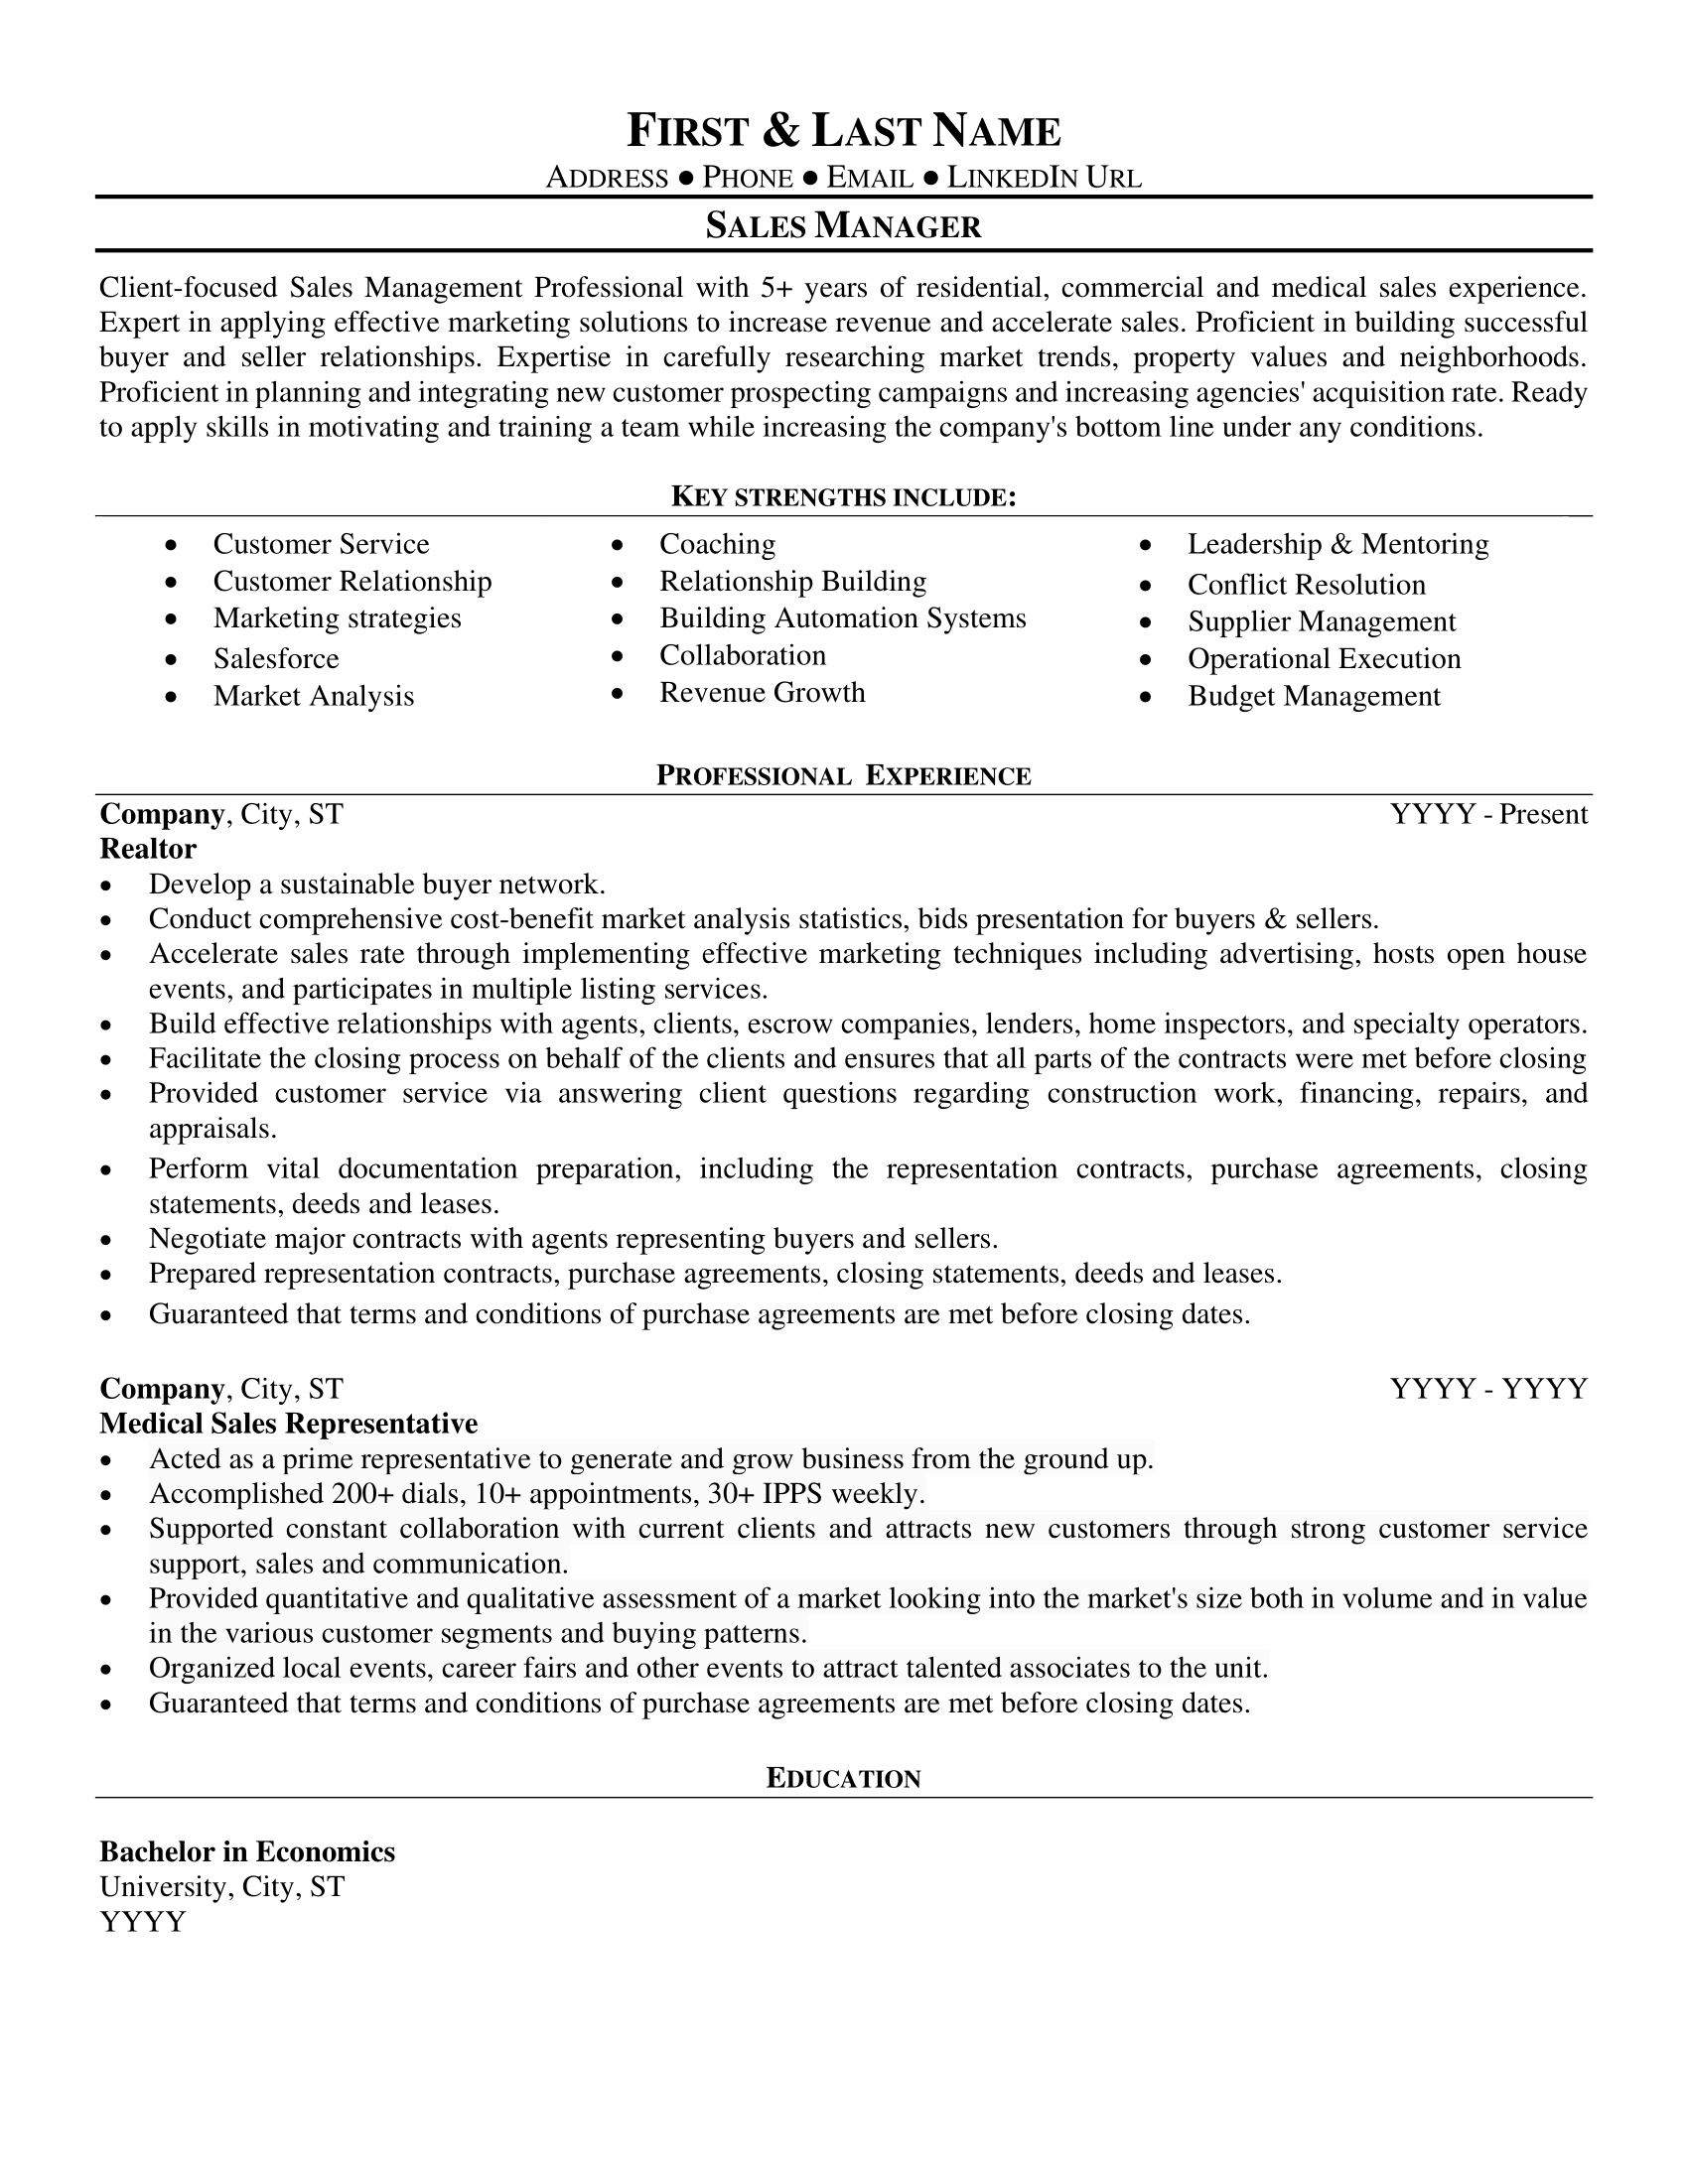 FIRST & LAST NAME
ADDRESS ● PHONE ● EMAIL ● LINKEDIN URL
SALES MANAGER
Client-focused Sales Management Professional with 5+ years of residential, commercial and medical sales experience.
Expert in applying effective marketing solutions to increase revenue and accelerate sales. Proficient in building successful
buyer and seller relationships. Expertise in carefully researching market trends, property values and neighborhoods.
Proficient in planning and integrating new customer prospecting campaigns and increasing agencies' acquisition rate. Ready
to apply skills in motivating and training a team while increasing the company's bottom line under any conditions.
KEY STRENGTHS INCLUDE:
• Customer Service
• Customer Relationship
• Marketing strategies
• Salesforce
• Market Analysis
• Coaching
• Relationship Building
• Building Automation Systems
• Collaboration
• Revenue Growth
• Leadership & Mentoring
• Conflict Resolution
• Supplier Management
• Operational Execution
• Budget Management
PROFESSIONAL EXPERIENCE
Company, City, ST YYYY - Present
Realtor
• Develop a sustainable buyer network.
• Conduct comprehensive cost-benefit market analysis statistics, bids presentation for buyers & sellers.
• Accelerate sales rate through implementing effective marketing techniques including advertising, hosts open house
events, and participates in multiple listing services.
• Build effective relationships with agents, clients, escrow companies, lenders, home inspectors, and specialty operators.
• Facilitate the closing process on behalf of the clients and ensures that all parts of the contracts were met before closing
• Provided customer service via answering client questions regarding construction work, financing, repairs, and
appraisals.
• Perform vital documentation preparation, including the representation contracts, purchase agreements, closing
statements, deeds and leases.
• Negotiate major contracts with agents representing buyers and sellers.
• Prepared representation contracts, purchase agreements, closing statements, deeds and leases.
• Guaranteed that terms and conditions of purchase agreements are met before closing dates.
Company, City, ST YYYY - YYYY
Medical Sales Representative
• Acted as a prime representative to generate and grow business from the ground up.
• Accomplished 200+ dials, 10+ appointments, 30+ IPPS weekly.
• Supported constant collaboration with current clients and attracts new customers through strong customer service
support, sales and communication.
• Provided quantitative and qualitative assessment of a market looking into the market's size both in volume and in value
in the various customer segments and buying patterns.
• Organized local events, career fairs and other events to attract talented associates to the unit.
• Guaranteed that terms and conditions of purchase agreements are met before closing dates.
EDUCATION
Bachelor in Economics
University, City, ST
YYYY